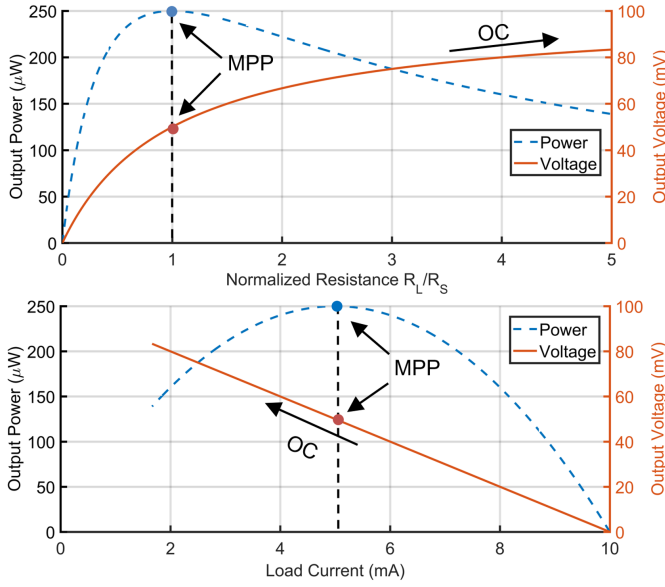 250
200
150
100
50
0
Output Power (μW)
100
80
60
40
20
0
Output Voltage (mV)
MPP
OC
Power
Voltage
0 1 2 3 4 5
Normalized Resistance R_L/R_S
250
200
150
100
50
0
Output Power (μW)
100
80
60
40
20
0
Output Voltage (mV)
Power
Voltage
MPP
OC
0 2 4 6 8 10
Load Current (mA)